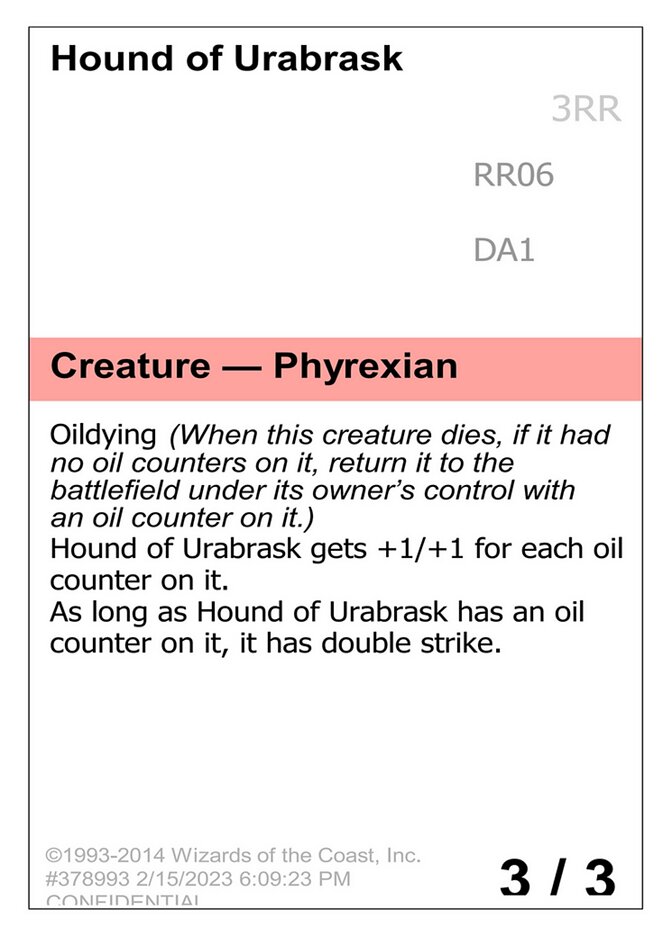 Hound of Urabrask
3RR
RR06
DA1
Creature — Phyrexian
Oildying (When this creature dies, if it had
no oil counters on it, return it to the
battlefield under its owner’s control with
an oil counter on it.)
Hound of Urabrask gets +1/+1 for each oil
counter on it.
As long as Hound of Urabrask has an oil
counter on it, it has double strike.
©1993-2014 Wizards of the Coast, Inc.
#378993 2/15/2023 6:09:23 PM
CONFIDENTIAL
3 / 3